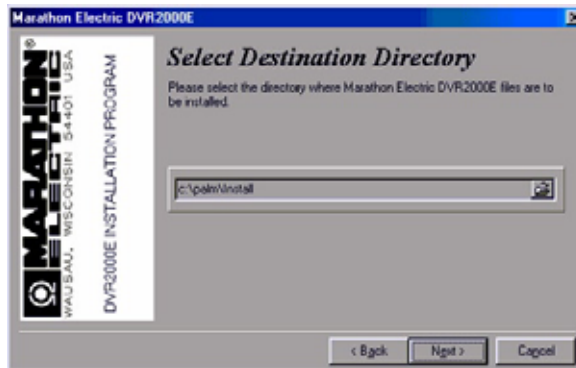 Marathon Electric DVR2000E
MARATHON®
ELECTRIC
WAUSAU, WISCONSIN 54401 USA
DVR2000E INSTALLATION PROGRAM
Select Destination Directory
Please select the directory where Marathon Electric DVR2000E files are to
be installed.
c:\palm\Install
< Back
Next >
Cancel